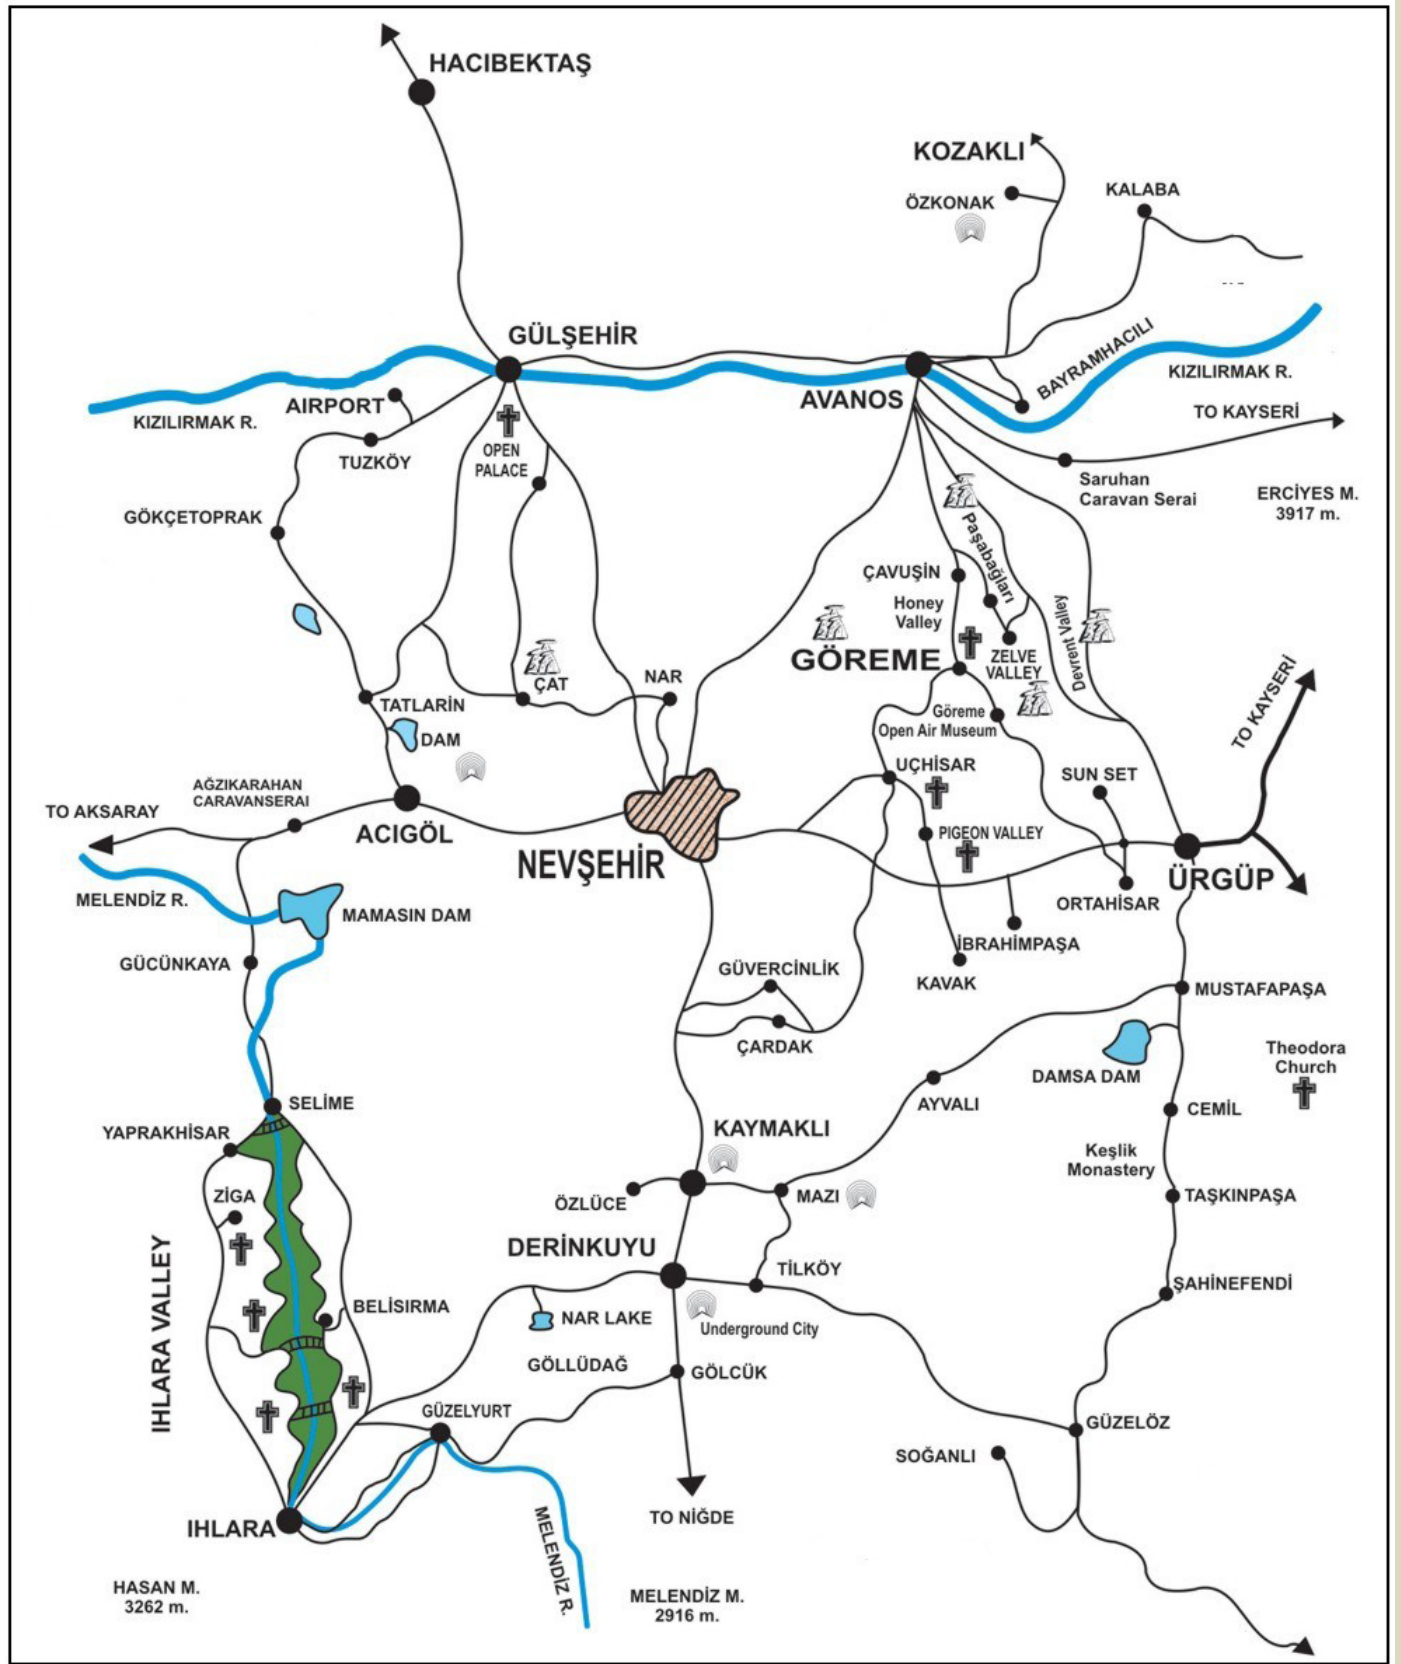 HACIBEKTAŞ
KOZAKLI
ÖZKONAK
KALABA
GÜLŞEHİR
BAYRAMHACILI
KIZILIRMAK R.
AVANOS
AIRPORT
KIZILIRMAK R.
TO KAYSERİ
TUZKÖY
OPEN
PALACE
Saruhan
Caravan Serai
ERCİYES M.
3917 m.
GÖKÇETOPRAK
Paşabağları
ÇAVUŞİN
Honey
Valley
Devrent Valley
GÖREME
ZELVE
VALLEY
ÇAT
NAR
TATLARİN
DAM
Göreme
Open Air Museum
TO KAYSERİ
UÇHİSAR
SUN SET
AĞZIKARAHAN
CARAVANSERAI
TO AKSARAY
ACIGÖL
NEVŞEHİR
PIGEON VALLEY
ÜRGÜP
MELENDİZ R.
MAMASIN DAM
ORTAHİSAR
İBRAHİMPAŞA
GÜCÜNKAYA
GÜVERCİNLİK
KAVAK
MUSTAFAPAŞA
ÇARDAK
DAMSA DAM
Theodora
Church
SELİME
AYVALI
CEMİL
YAPRAKHİSAR
KAYMAKLI
Keşlik
Monastery
ZİGA
ÖZLÜCE
MAZI
TAŞKINPAŞA
IHLARA VALLEY
DERİNKUYU
TİLKÖY
ŞAHİNEFENDİ
BELİSIRMA
NAR LAKE
Underground City
GÖLLÜDAĞ
GÖLCÜK
GÜZELYURT
GÜZELÖZ
SOĞANLI
IHLARA
TO NİĞDE
MELENDİZ R.
HASAN M.
3262 m.
MELENDİZ M.
2916 m.